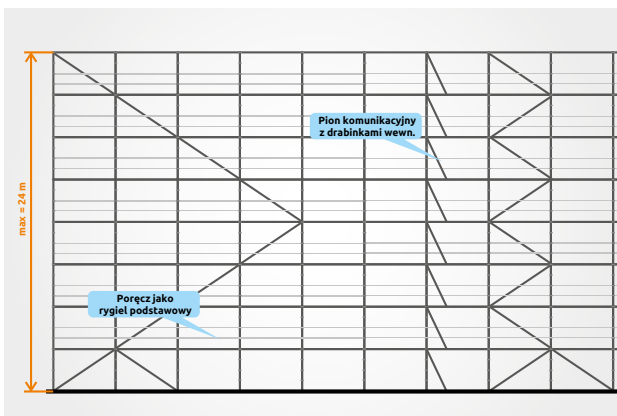 Pion komunikacyjny
z drabinkami wewn.
max = 24 m
Poręcz jako
rygiel podstawowy